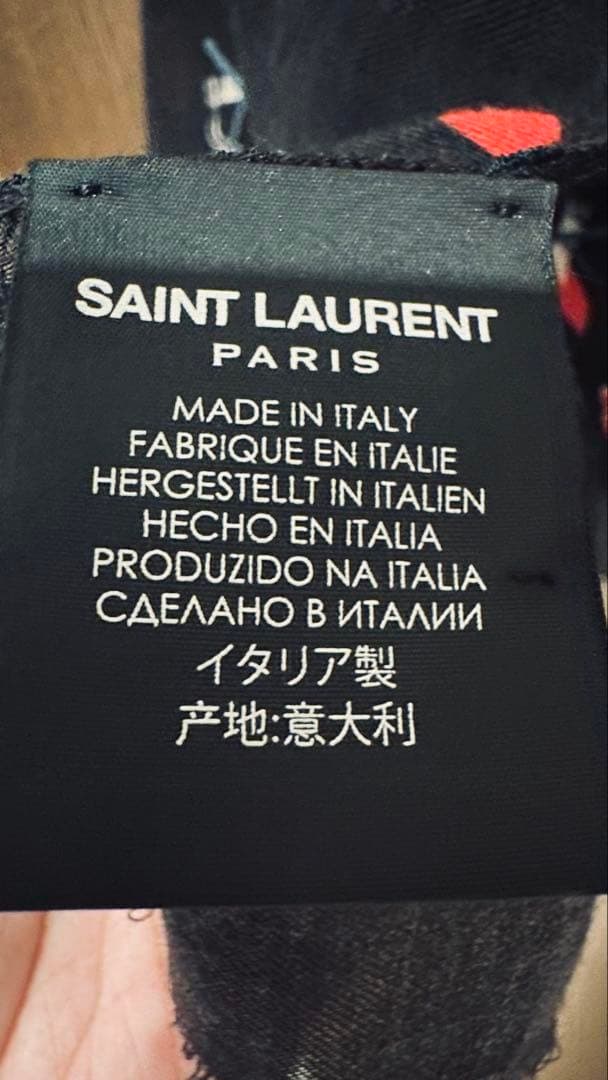 SAINT LAURENT
PARIS
MADE IN ITALY
FABRIQUE EN ITALIE
HERGESTELLT IN ITALIEN
HECHO EN ITALIA
PRODUZIDO NA ITALIA
СДЕЛАНО В ИТАЛИИ
イタリア製
产地:意大利